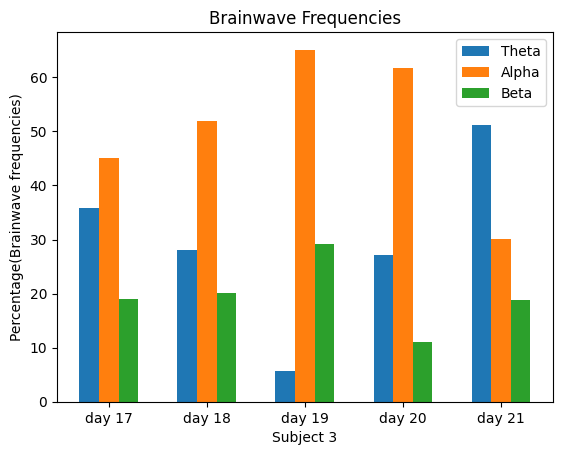 Brainwave Frequencies
Theta
Alpha
Beta
Percentage(Brainwave frequencies)
60
50
40
30
20
10
0
day 17 day 18 day 19 day 20 day 21
Subject 3